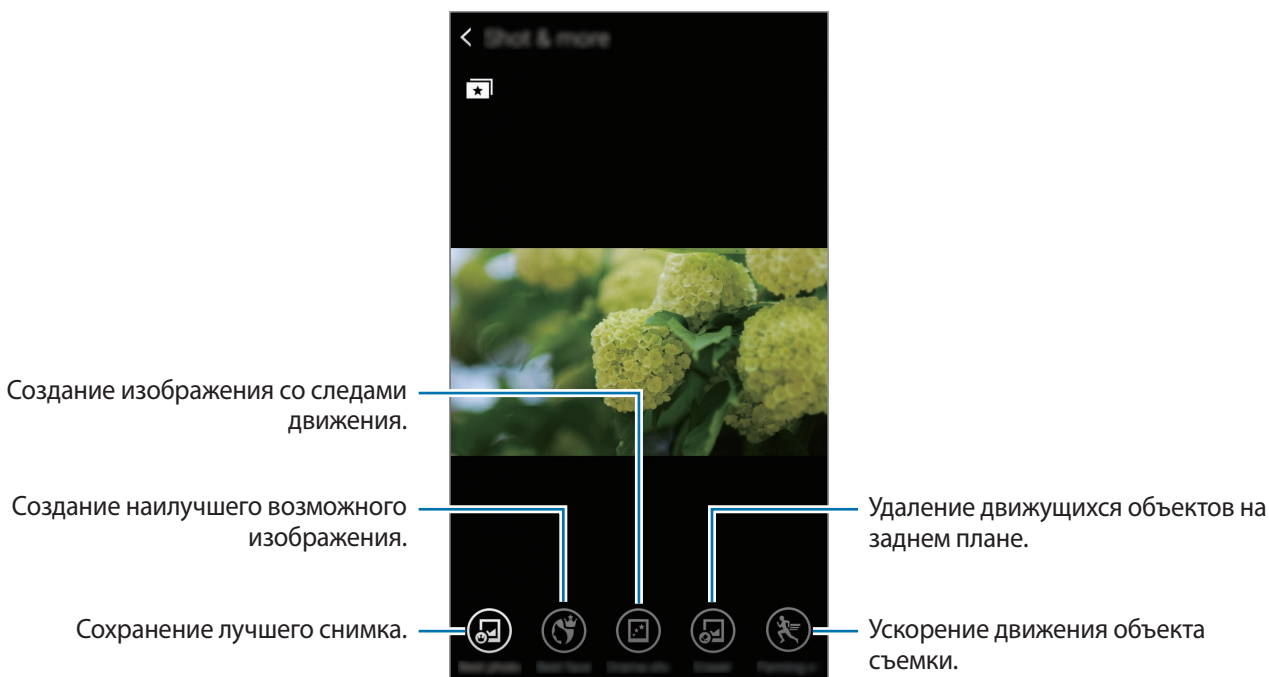 Shot & more
Создание изображения со следами
движения.
Создание наилучшего возможного
изображения.
Сохранение лучшего снимка.
Удаление движущихся объектов на
заднем плане.
Ускорение движения объекта
съемки.